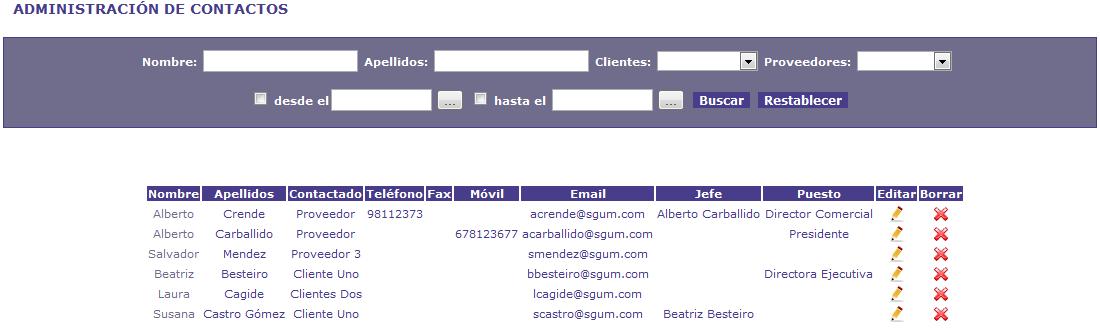 ADMINISTRACIÓN DE CONTACTOS
Nombre: Apellidos: Clientes: Proveedores:
desde el ... hasta el ... Buscar Restablecer
Nombre Apellidos Contactado Teléfono Fax Móvil Email Jefe Puesto Editar Borrar
Alberto Crende Proveedor 98112373 acrende@sgum.com Alberto Carballido Director Comercial
Alberto Carballido Proveedor 678123677 acarballido@sgum.com Presidente
Salvador Mendez Proveedor 3 smendez@sgum.com
Beatriz Besteiro Cliente Uno bbesteiro@sgum.com Directora Ejecutiva
Laura Cagide Clientes Dos lcagide@sgum.com
Susana Castro Gómez Cliente Uno scastro@sgum.com Beatriz Besteiro